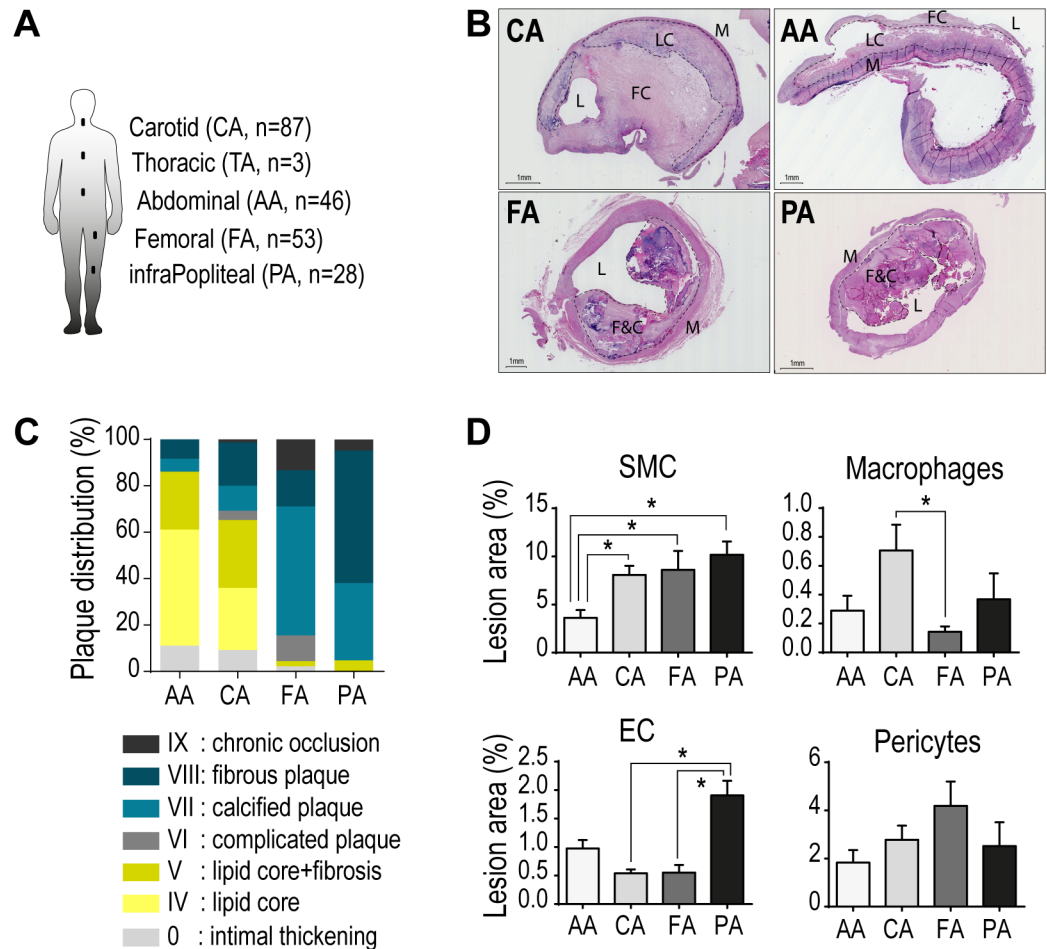 A
Carotid (CA, n=87)
Thoracic (TA, n=3)
Abdominal (AA, n=46)
Femoral (FA, n=53)
infraPopliteal (PA, n=28)
B
CA
M
LC
FC
L
1mm
AA
FC
L
LC
M
1mm
FA
L
F&C
M
1mm
PA
M
F&C
L
1mm
C
Plaque distribution (%)
100
80
60
40
20
0
AA CA FA PA
IX : chronic occlusion
VIII: fibrous plaque
VII : calcified plaque
VI : complicated plaque
V : lipid core+fibrosis
IV : lipid core
0 : intimal thickening
D
SMC
Lesion area (%)
15
10
5
0
* * *
AA CA FA PA
Macrophages
1.0
0.8
0.6
0.4
0.2
0.0
*
AA CA FA PA
EC
Lesion area (%)
2.5
2.0
1.5
1.0
0.5
0.0
* *
AA CA FA PA
Pericytes
6
4
2
0
AA CA FA PA